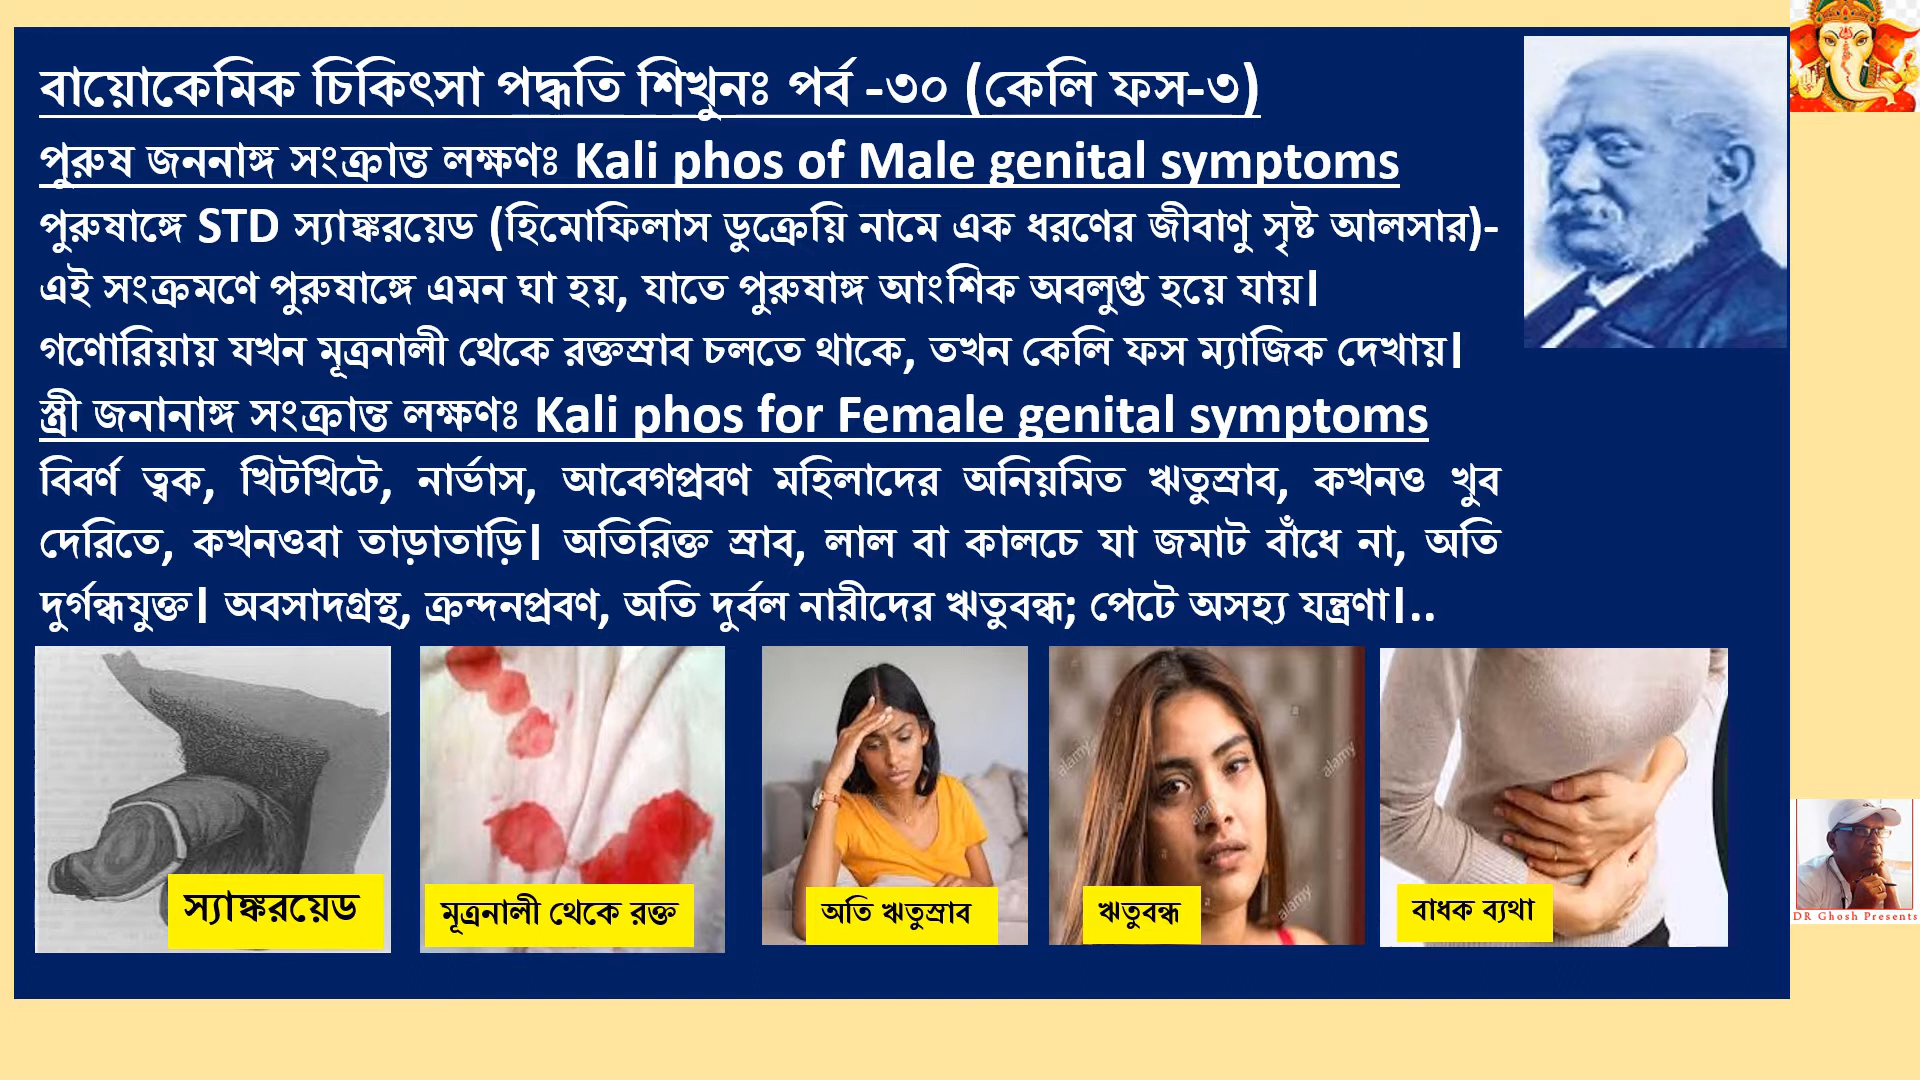 বায়োকেমিক চিকিৎসা পদ্ধতি শিখুনঃ পর্ব -৩০ (কেলি ফস-৩)
পুরুষ জননাঙ্গ সংক্রান্ত লক্ষণঃ Kali phos of Male genital symptoms
পুরুষাঙ্গে STD স্যাঙ্করয়েড (হিমোফিলাস ডুক্রেয়ি নামে এক ধরণের জীবাণু সৃষ্ট আলসার)-
এই সংক্রমণে পুরুষাঙ্গে এমন ঘা হয়, যাতে পুরুষাঙ্গ আংশিক অবলুপ্ত হয়ে যায়।
গণোরিয়ায় যখন মূত্রনালী থেকে রক্তস্রাব চলতে থাকে, তখন কেলি ফস ম্যাজিক দেখায়।
স্ত্রী জনানাঙ্গ সংক্রান্ত লক্ষণঃ Kali phos for Female genital symptoms
বিবর্ণ ত্বক, খিটখিটে, নার্ভাস, আবেগপ্রবণ মহিলাদের অনিয়মিত ঋতুস্রাব, কখনও খুব
দেরিতে, কখনওবা তাড়াতাড়ি। অতিরিক্ত স্রাব, লাল বা কালচে যা জমাট বাঁধে না, অতি
দুর্গন্ধযুক্ত। অবসাদগ্রস্থ, ক্রন্দনপ্রবণ, অতি দুর্বল নারীদের ঋতুবন্ধ; পেটে অসহ্য যন্ত্রণা।..
স্যাঙ্করয়েড
মূত্রনালী থেকে রক্ত
অতি ঋতুস্রাব
ঋতুবন্ধ
বাধক ব্যথা
alamy
alamy
alamy
alamy
DR Ghosh Presents